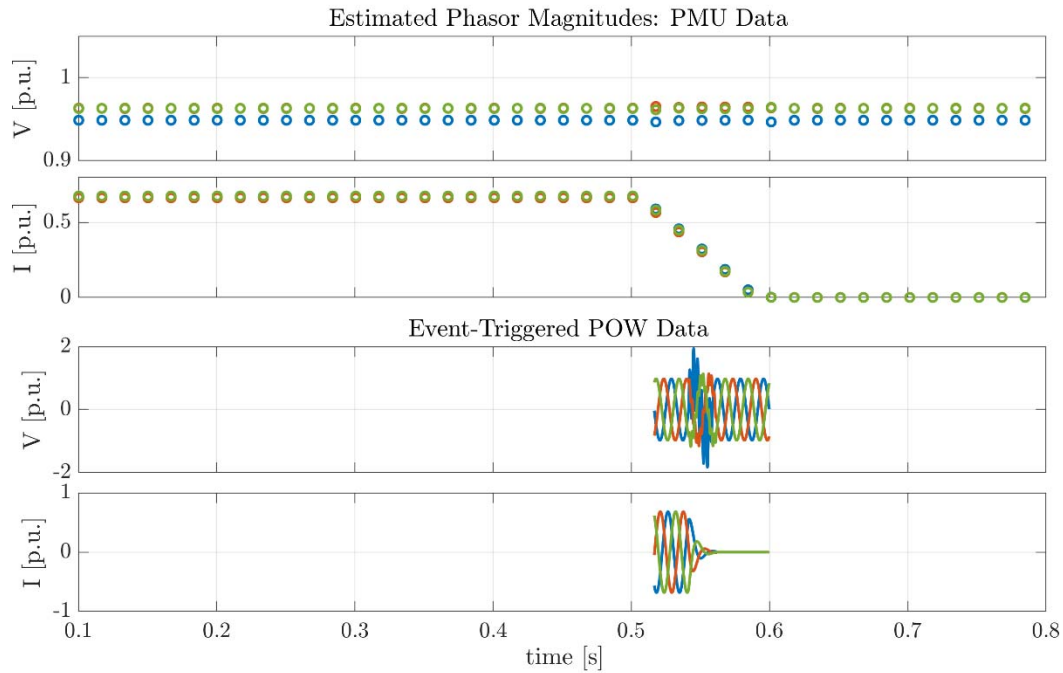 Estimated Phasor Magnitudes: PMU Data
V [p.u.]
1
0.9
I [p.u.]
0.5
0
Event-Triggered POW Data
V [p.u.]
2
0
-2
I [p.u.]
1
0
-1
0.1 0.2 0.3 0.4 0.5 0.6 0.7 0.8
time [s]